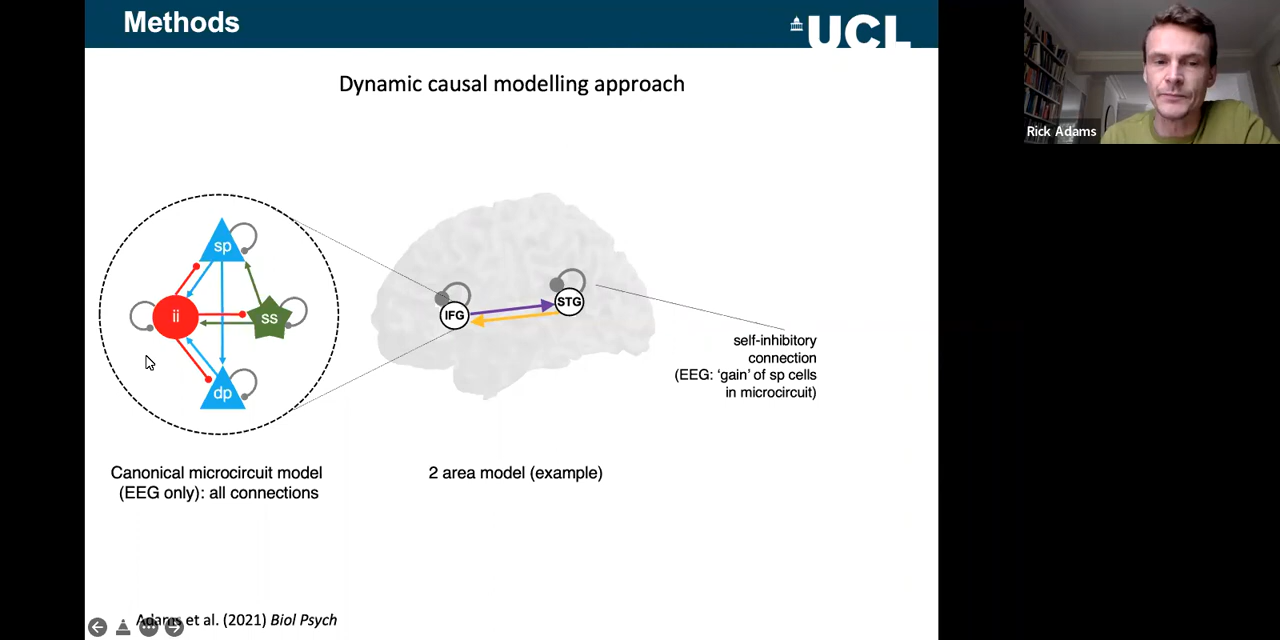 Methods
UCL
Dynamic causal modelling approach
Rick Adams
sp
ii
ss
dp
IFG
STG
self-inhibitory
connection
(EEG: ‘gain’ of sp cells
in microcircuit)
Canonical microcircuit model
(EEG only): all connections
2 area model (example)
Adams et al. (2021) Biol Psych